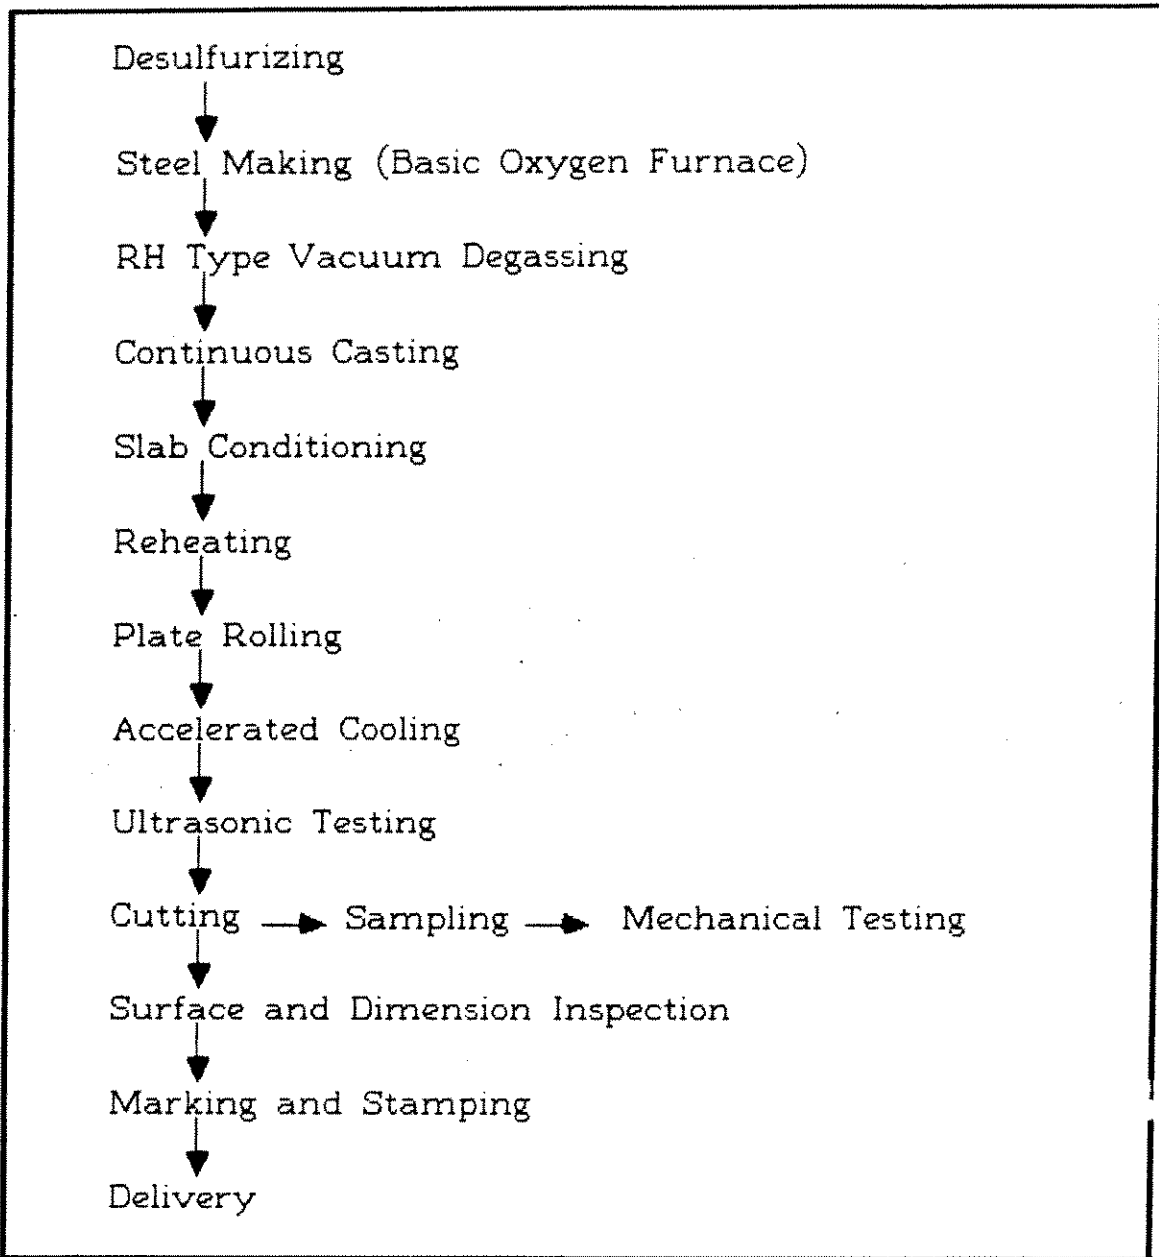 Desulfurizing
Steel Making (Basic Oxygen Furnace)
RH Type Vacuum Degassing
Continuous Casting
Slab Conditioning
Reheating
Plate Rolling
Accelerated Cooling
Ultrasonic Testing
Cutting Sampling Mechanical Testing
Surface and Dimension Inspection
Marking and Stamping
Delivery